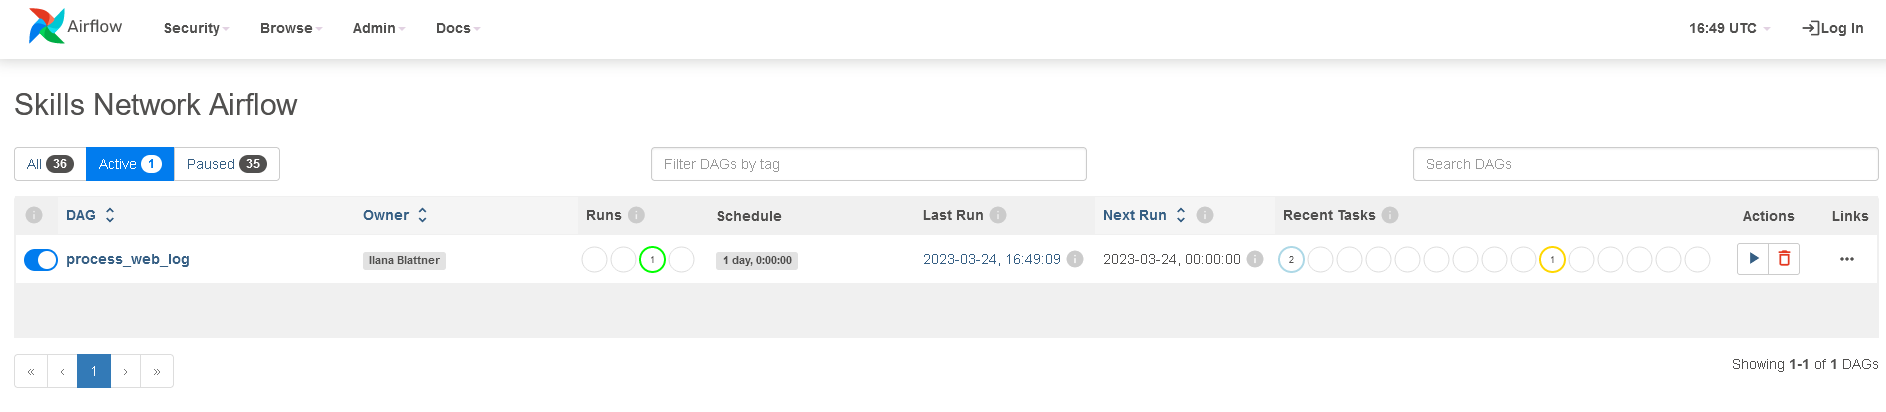 Airflow Security Browse Admin Docs 16:49 UTC Log In
Skills Network Airflow
All 36 Active 1 Paused 35 Filter DAGs by tag Search DAGs
DAG Owner Runs Schedule Last Run Next Run Recent Tasks Actions Links
process_web_log Ilana Blattner 1 1 day, 0:00:00 2023-03-24, 16:49:09 2023-03-24, 00:00:00 2 1
« ‹ 1 › » Showing 1-1 of 1 DAGs